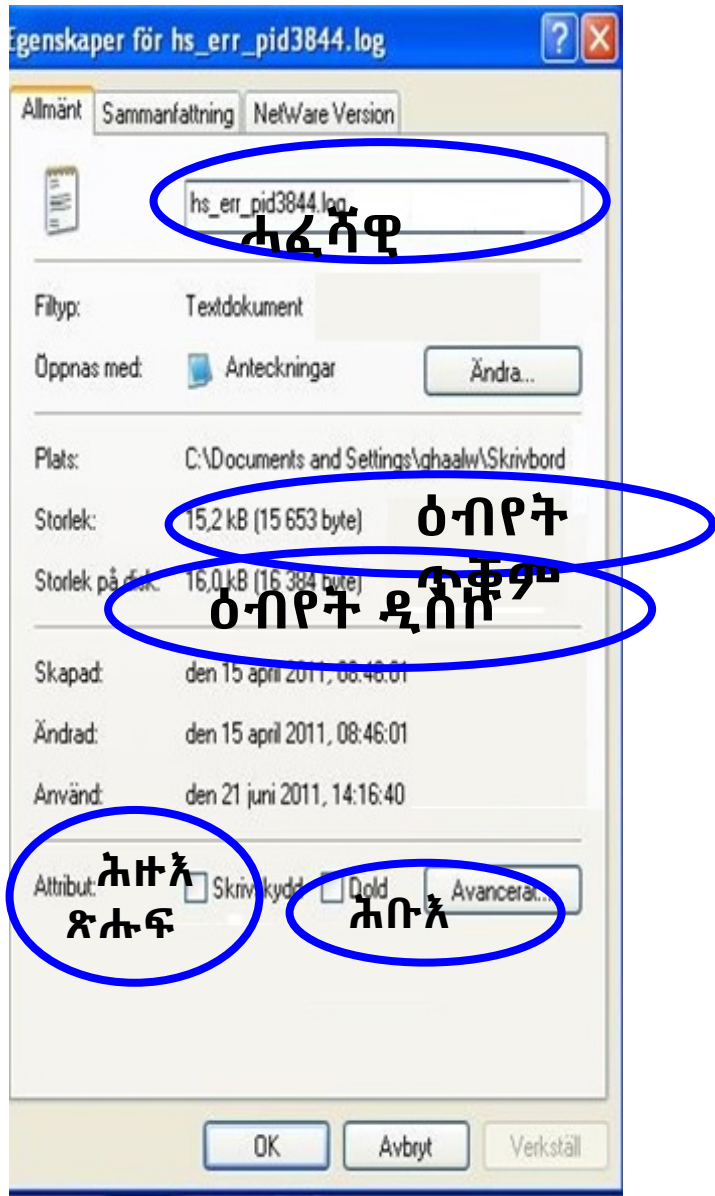 Egenskaper för hs_err_pid3844.log
Allmänt Sammanfattning NetWare Version
hs_err_pid3844.log
ሓፈሻዊ
Filtyp: Textdokument
Öppnas med: Anteckningar Ändra...
Plats: C:\Documents and Settings\ghaalw\Skrivbord
Storlek: 15,2 kB (15 653 byte) ዕብየት
ጥቕም
Storlek på disk: 16,0 kB (16 384 byte)
ዕብየት ዲስኮ
Skapad: den 15 april 2011, 08:46:01
Ändrad: den 15 april 2011, 08:46:01
Använd: den 21 juni 2011, 14:16:40
Attribut: ሕዙእ Skrivskydd Dold Avancerat...
ጽሑፍ ሕቡእ
OK Avbryt Verkställ